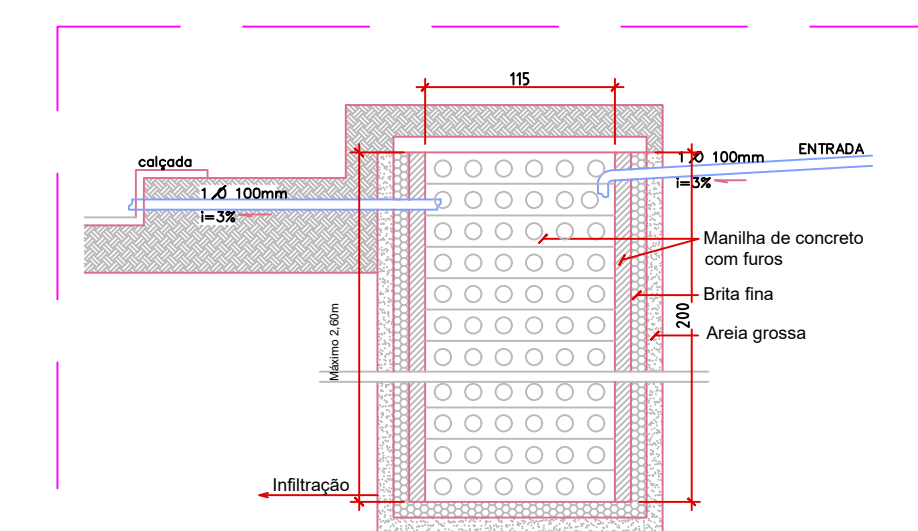 115
calçada
1 Ø 100mm
i=3%
1 Ø 100mm
i=3%
ENTRADA
Manilha de concreto
com furos
Brita fina
200
Areia grossa
Máximo 2,60m
Infiltração